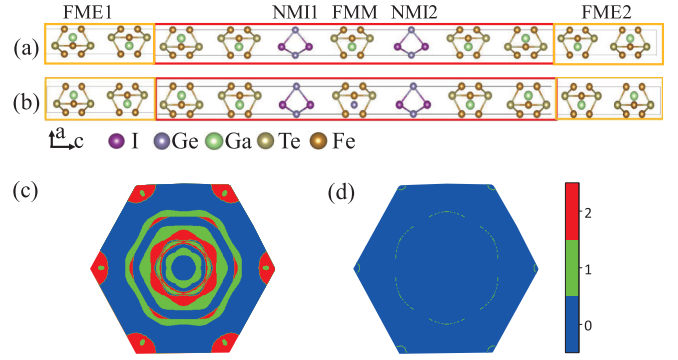 FME1 NMI1 FMM NMI2 FME2
(a)
(b)
a
c
I Ge Ga Te Fe
(c) (d)
2
1
0